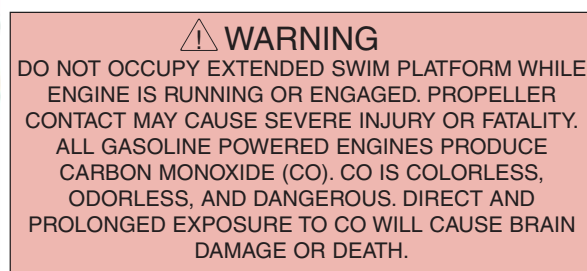 WARNING
DO NOT OCCUPY EXTENDED SWIM PLATFORM WHILE
ENGINE IS RUNNING OR ENGAGED. PROPELLER
CONTACT MAY CAUSE SEVERE INJURY OR FATALITY.
ALL GASOLINE POWERED ENGINES PRODUCE
CARBON MONOXIDE (CO). CO IS COLORLESS,
ODORLESS, AND DANGEROUS. DIRECT AND
PROLONGED EXPOSURE TO CO WILL CAUSE BRAIN
DAMAGE OR DEATH.